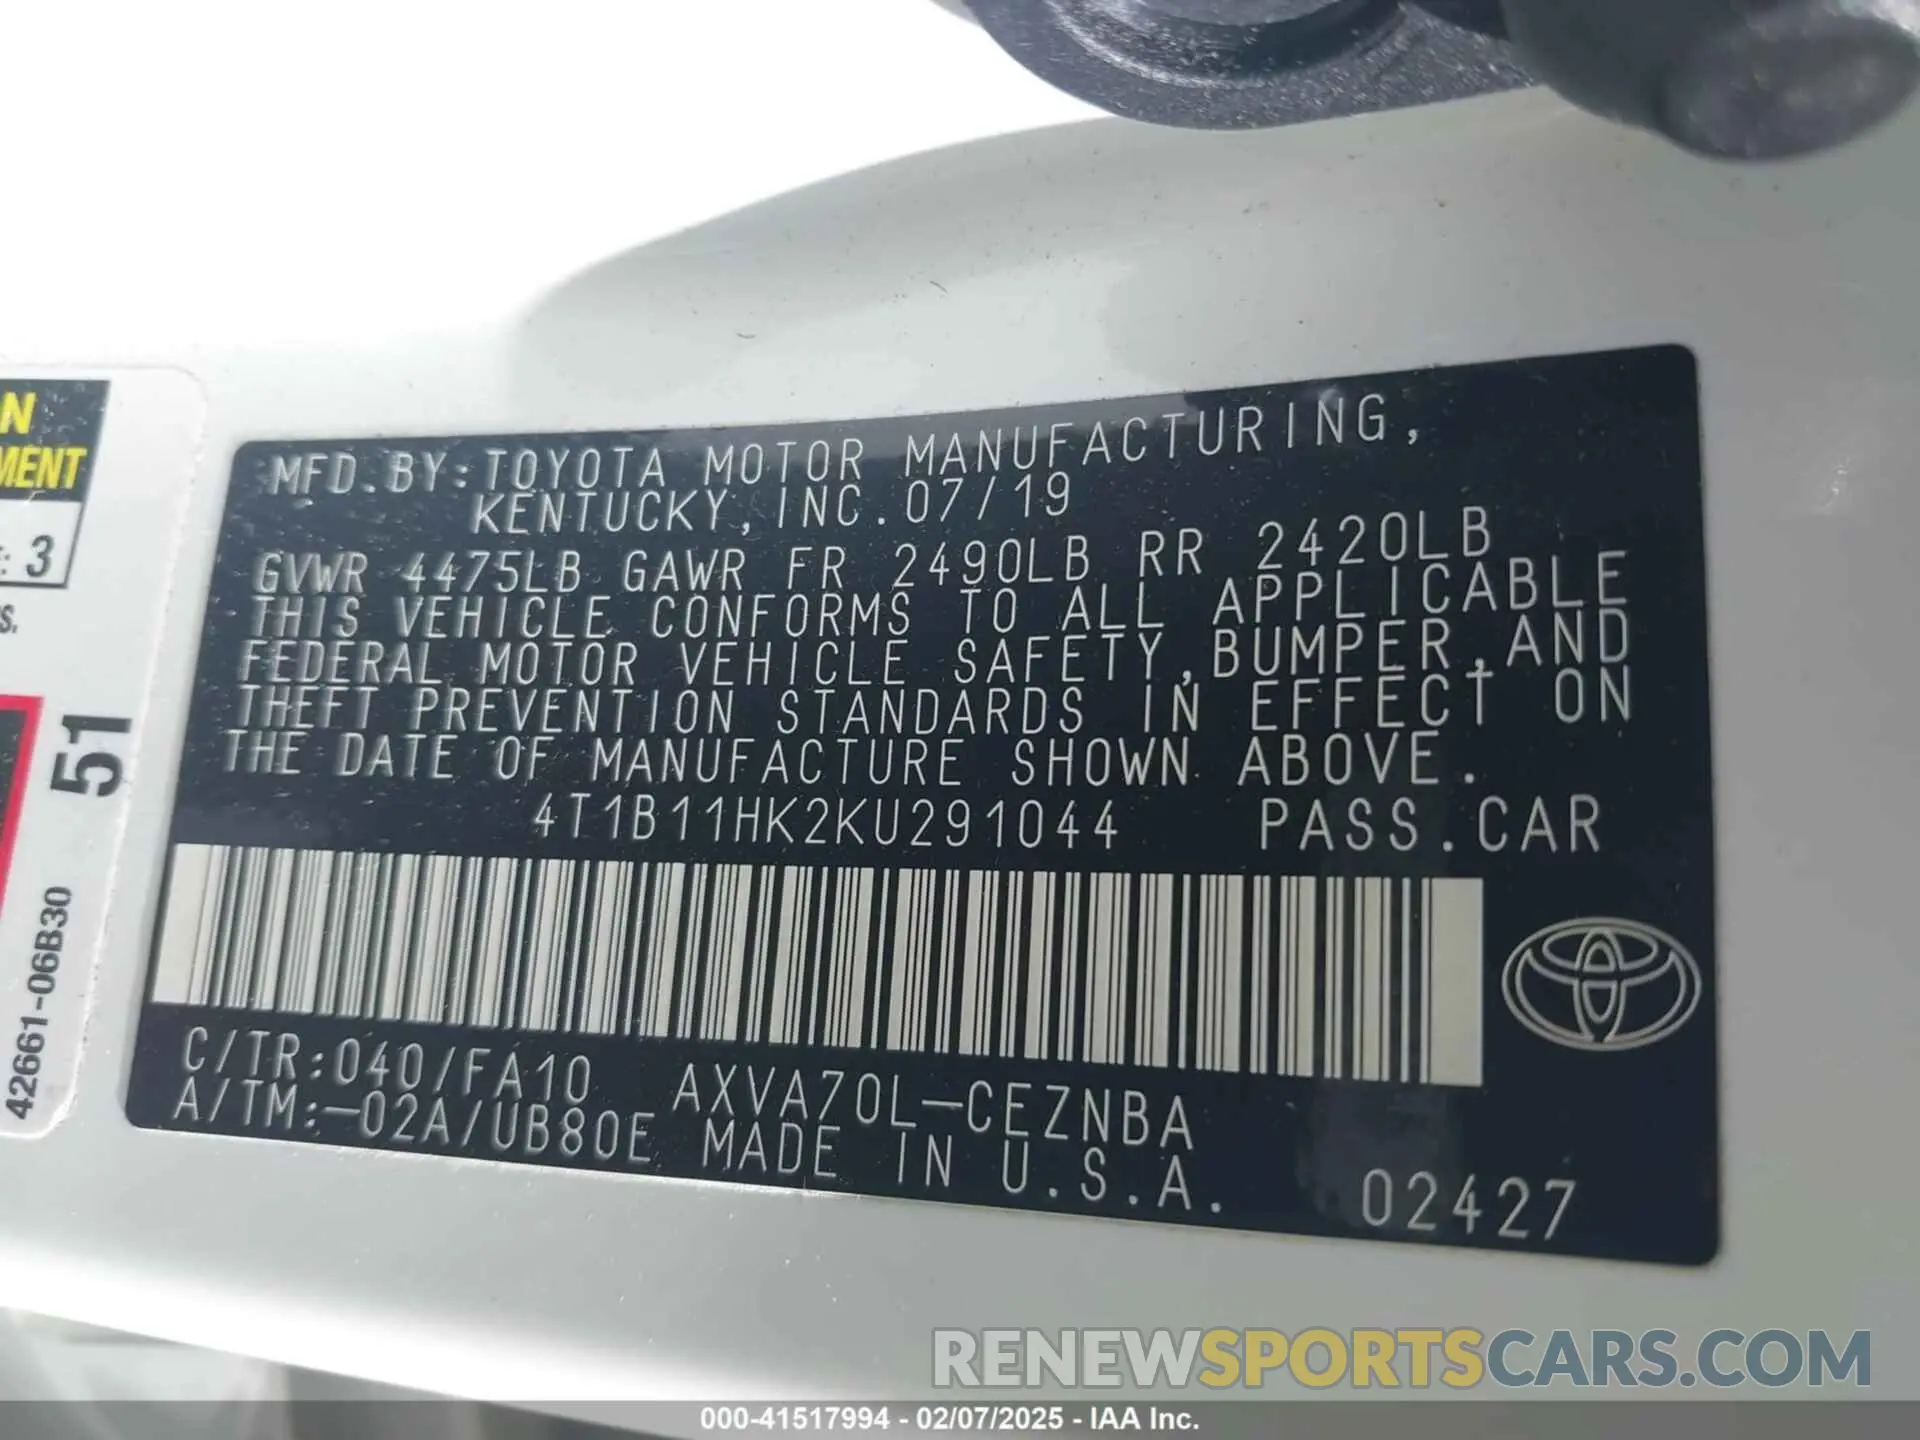 N
MENT
: 3
S.
51
42661-06B30
MFD.BY:TOYOTA MOTOR MANUFACTURING,
KENTUCKY,INC.07/19
GVWR 4475LB GAWR FR 2490LB RR 2420LB
THIS VEHICLE CONFORMS TO ALL APPLICABLE
FEDERAL MOTOR VEHICLE SAFETY,BUMPER,AND
THEFT PREVENTION STANDARDS IN EFFECT ON
THE DATE OF MANUFACTURE SHOWN ABOVE.
4T1B11HK2KU291044 PASS.CAR
C/TR:040/FA10 AXVA70L-CEZNBA
A/TM:-02A/UB80E MADE IN U.S.A.
02427
RENEWSPORTSCARS.COM
000-41517994 - 02/07/2025 - IAA Inc.